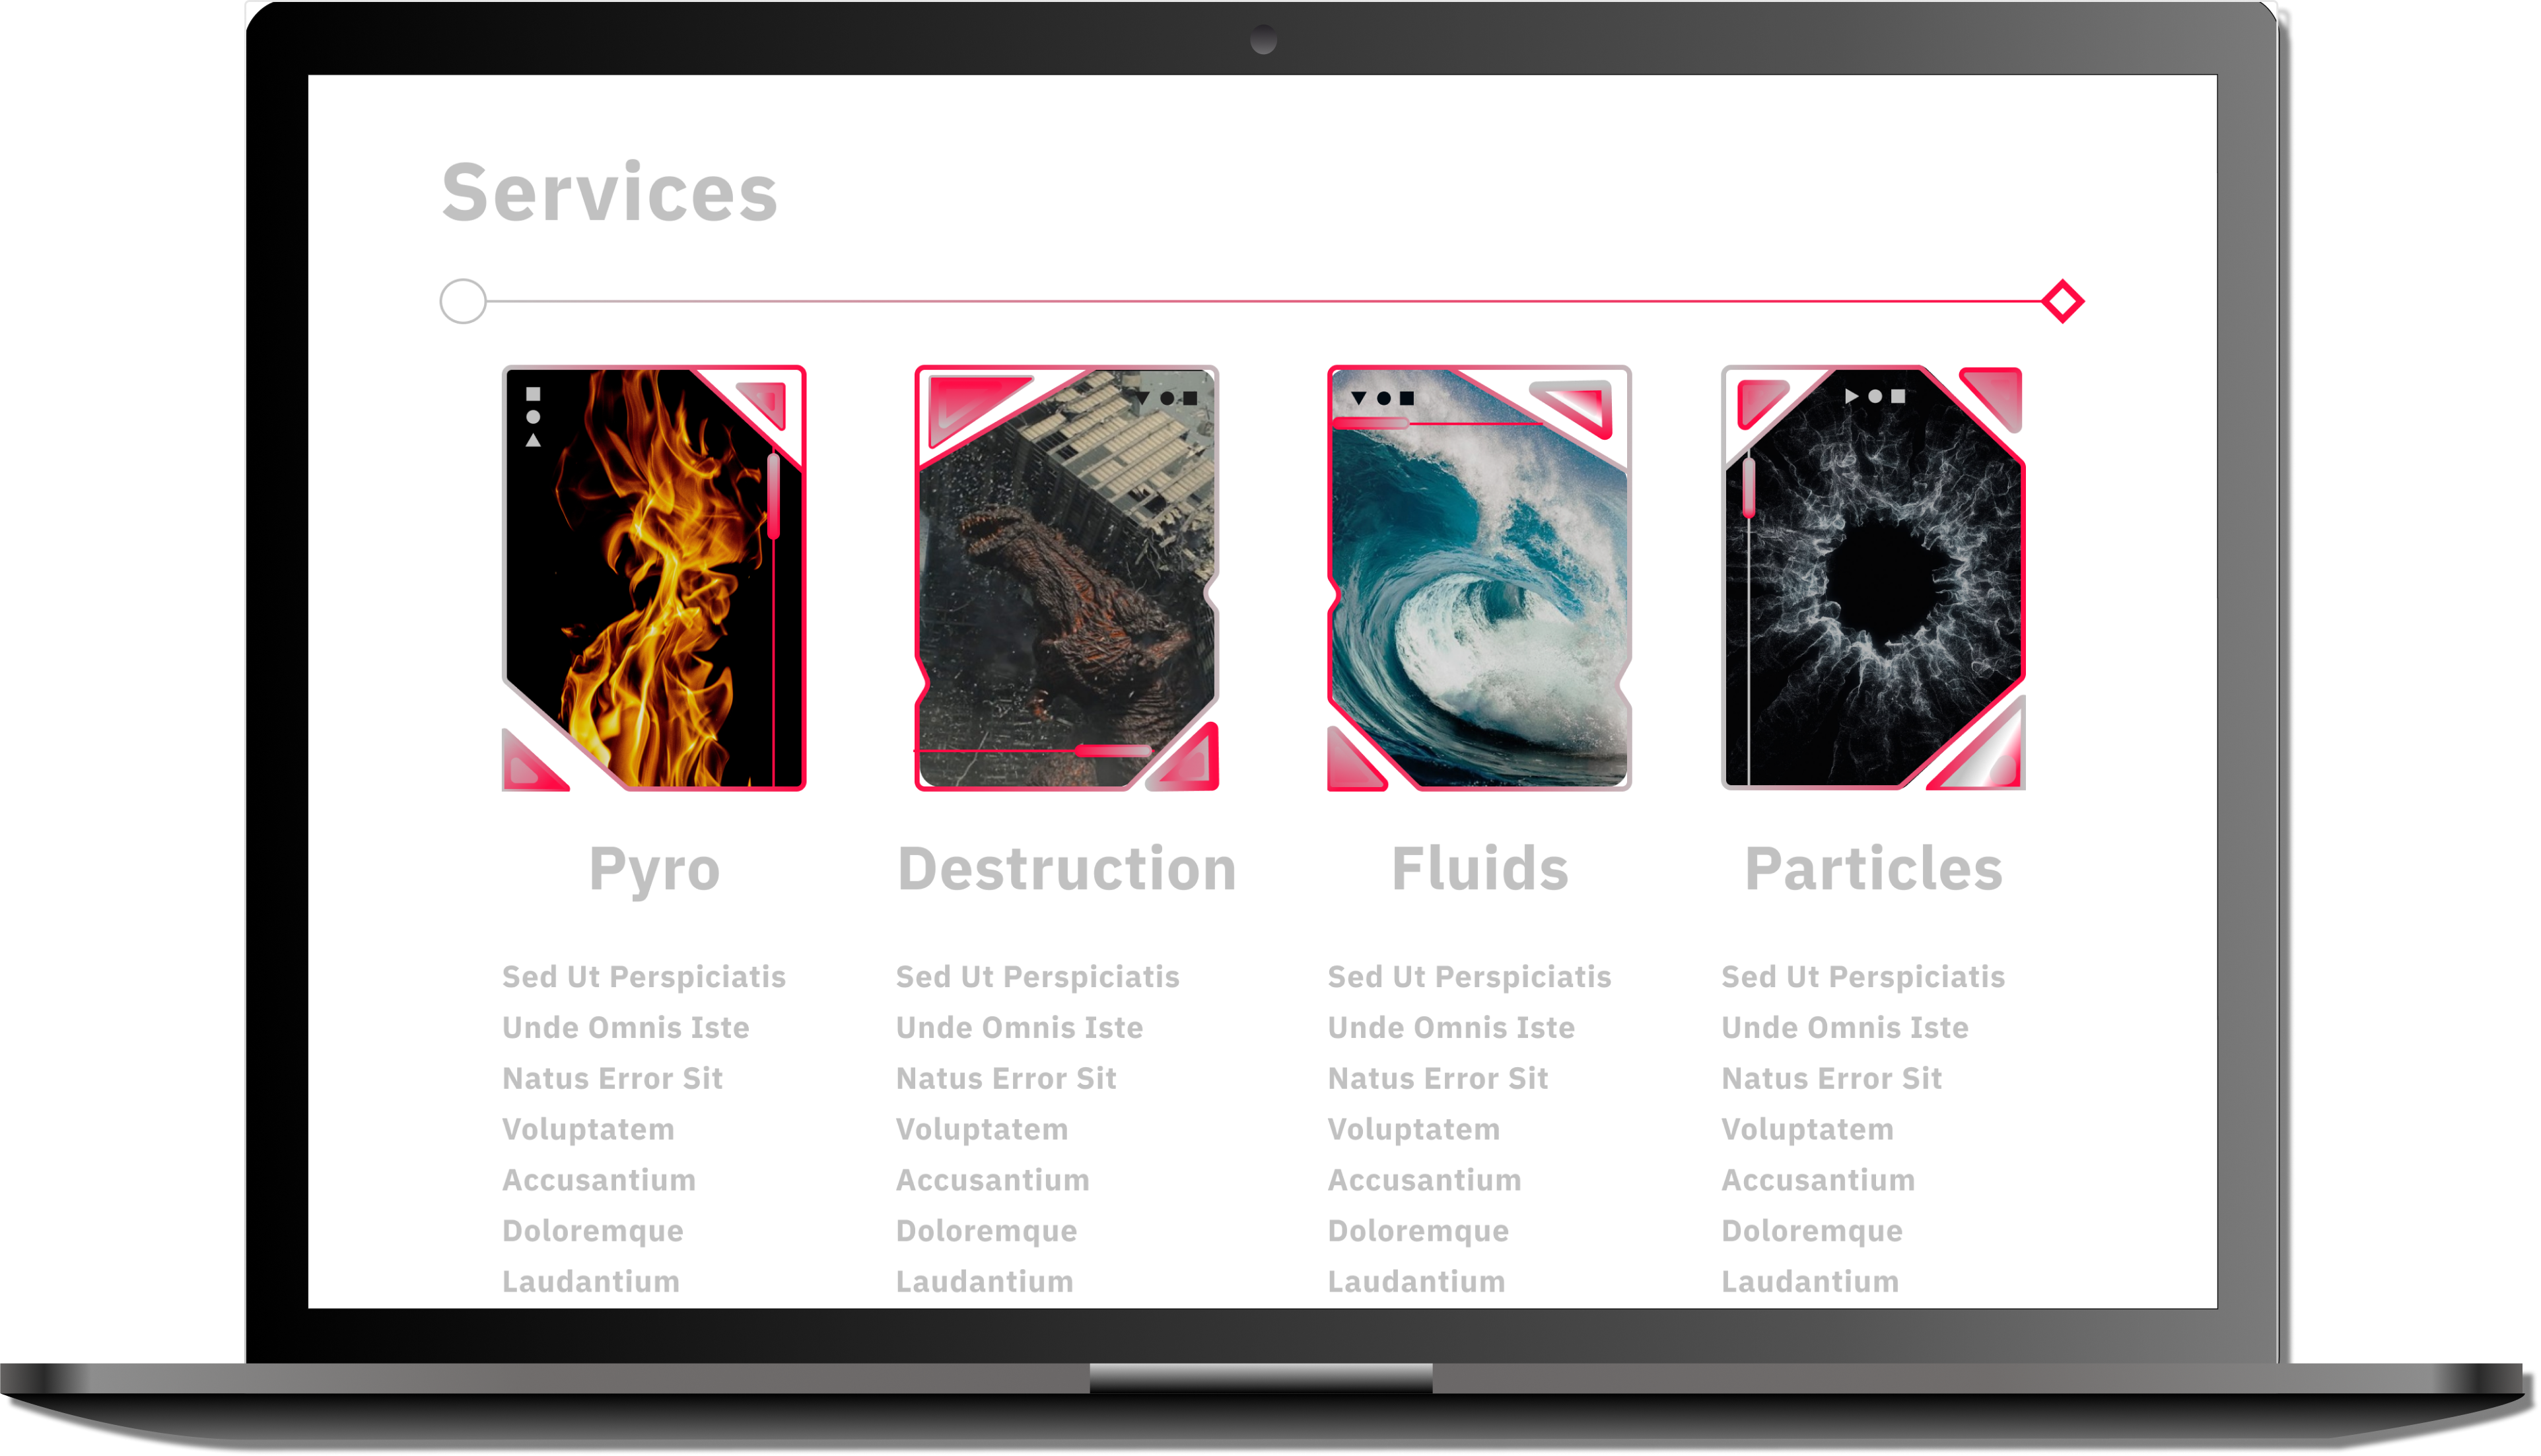 Services
Pyro
Destruction
Fluids
Particles
Sed Ut Perspiciatis
Unde Omnis Iste
Natus Error Sit
Voluptatem
Accusantium
Doloremque
Laudantium
Sed Ut Perspiciatis
Unde Omnis Iste
Natus Error Sit
Voluptatem
Accusantium
Doloremque
Laudantium
Sed Ut Perspiciatis
Unde Omnis Iste
Natus Error Sit
Voluptatem
Accusantium
Doloremque
Laudantium
Sed Ut Perspiciatis
Unde Omnis Iste
Natus Error Sit
Voluptatem
Accusantium
Doloremque
Laudantium